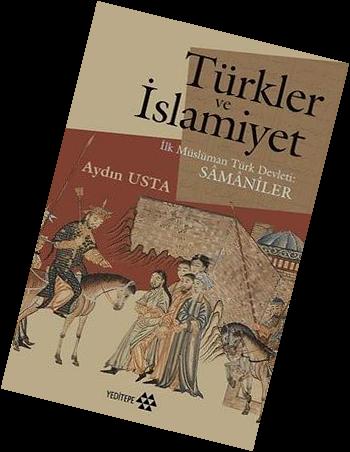 Türkler
ve
İslamiyet
İlk Müslüman Türk Devleti:
SÂMÂNİLER
Aydın USTA
YEDİTEPE